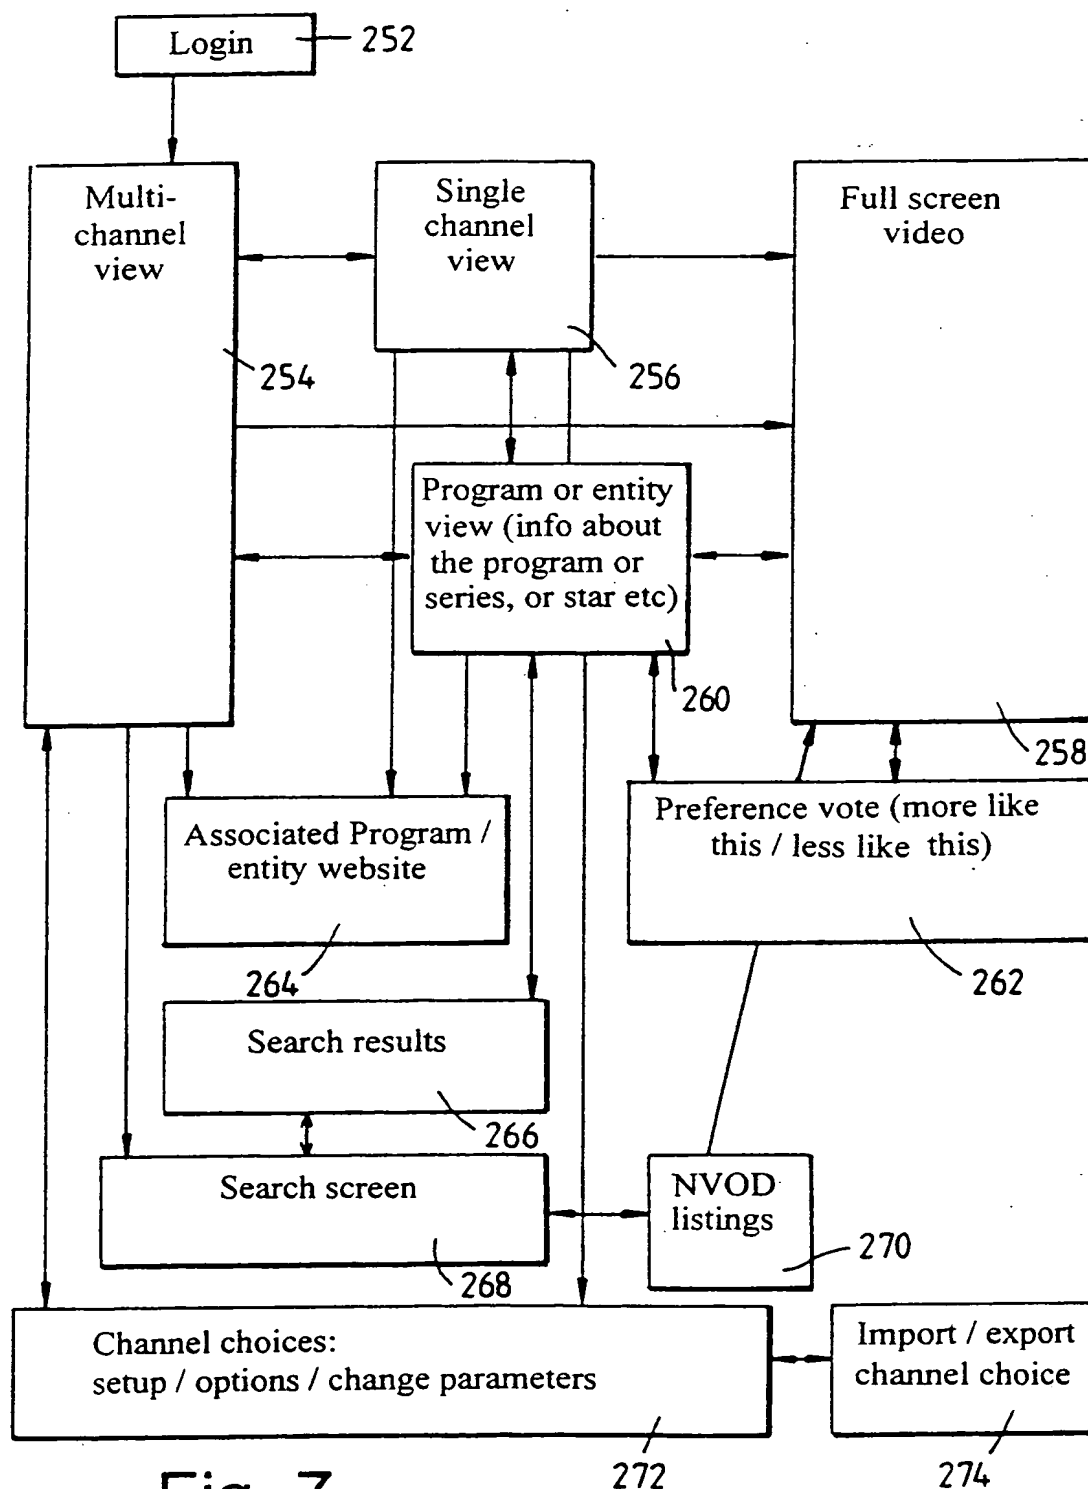 Login
252
Multi-
channel
view
254
Single
channel
view
256
Full screen
video
258
Program or entity
view (info about
the program or
series, or star etc)
260
Associated Program /
entity website
264
Preference vote (more like
this / less like this)
262
Search results
266
Search screen
268
NVOD
listings
270
Channel choices:
setup / options / change parameters
272
Import / export
channel choice
274